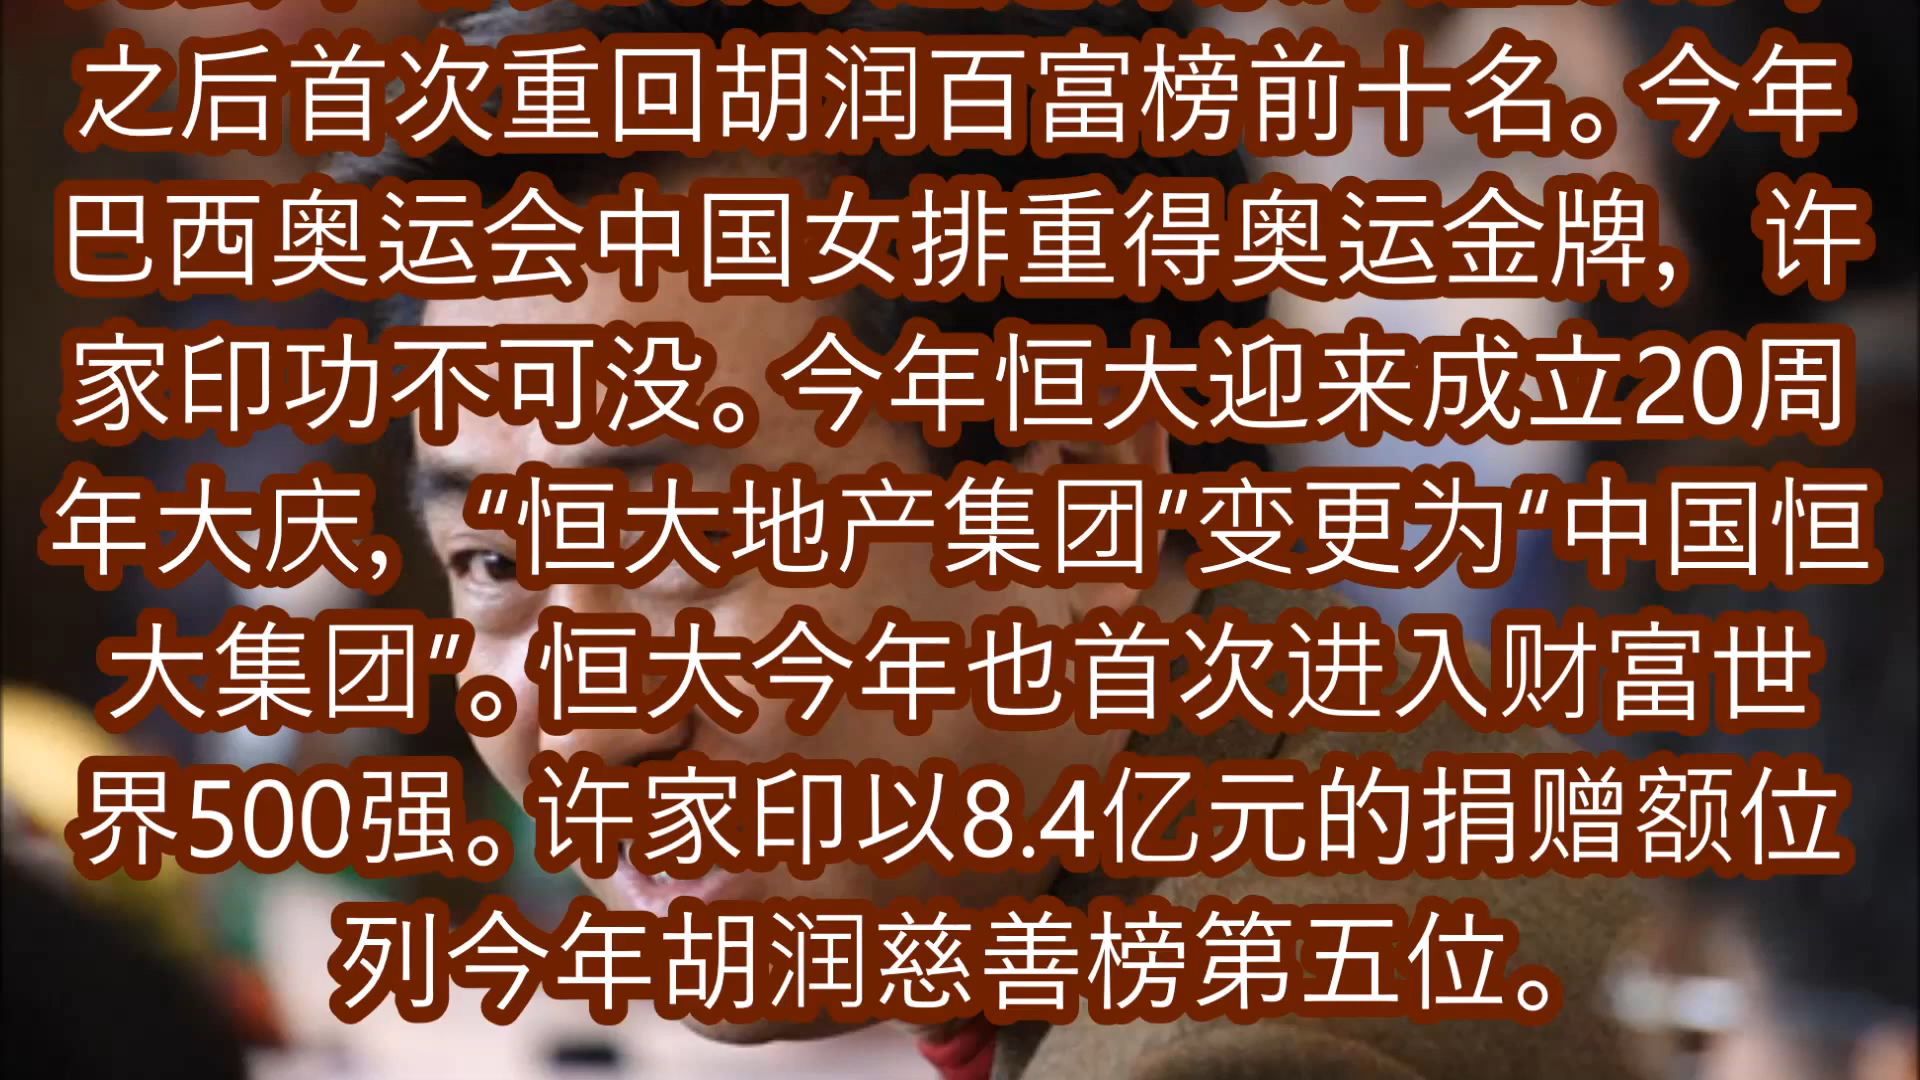 之后首次重回胡润百富榜前十名。今年
巴西奥运会中国女排重得奥运金牌，许
家印功不可没。今年恒大迎来成立20周
年大庆，“恒大地产集团”变更为“中国恒
大集团”。恒大今年也首次进入财富世
界500强。许家印以8.4亿元的捐赠额位
列今年胡润慈善榜第五位。